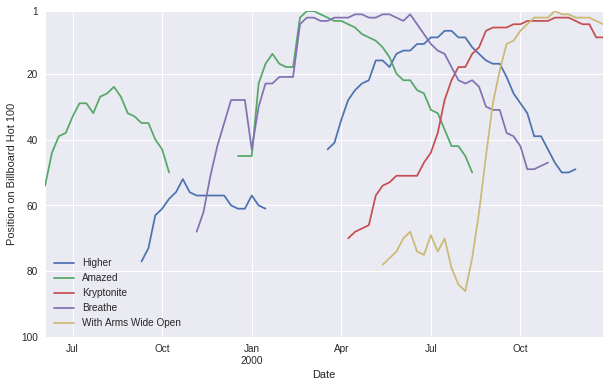 Position on Billboard Hot 100
1
20
40
60
80
100
Higher
Amazed
Kryptonite
Breathe
With Arms Wide Open
Jul
Oct
Jan
2000
Apr
Jul
Oct
Date